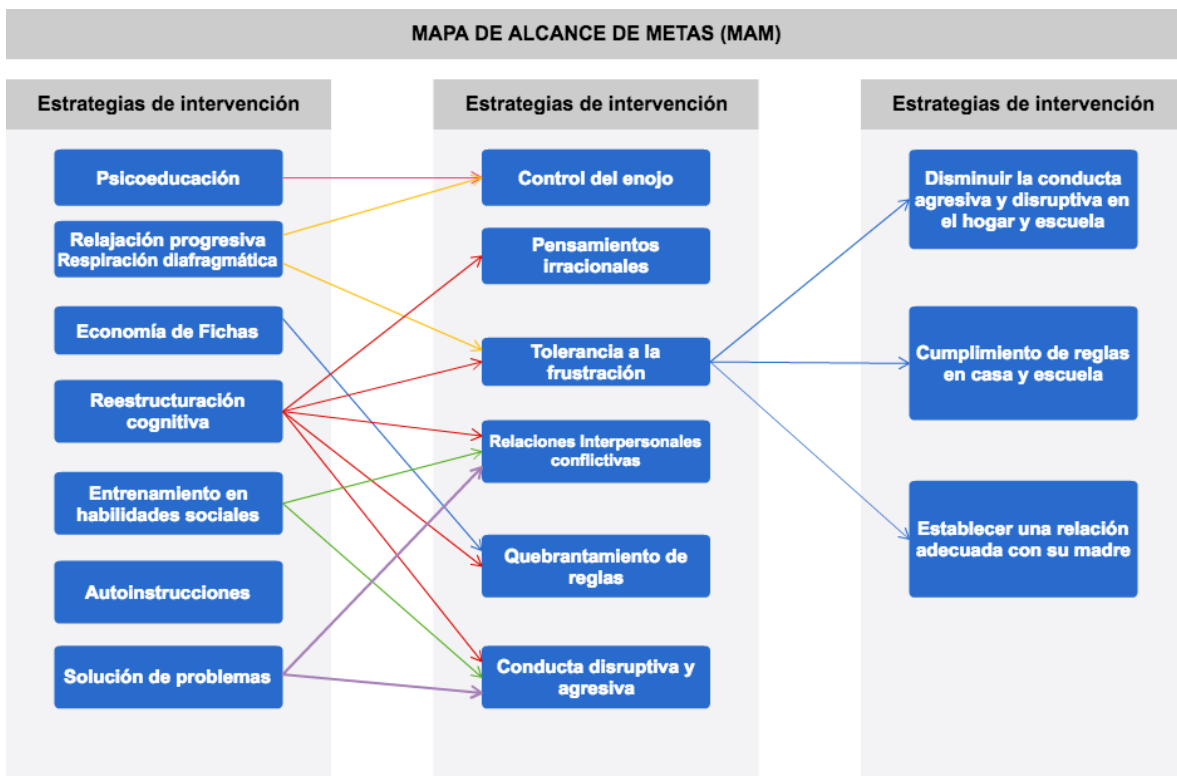 MAPA DE ALCANCE DE METAS (MAM)
Estrategias de intervención
Psicoeducación
Relajación progresiva
Respiración diafragmática
Economía de Fichas
Reestructuración
cognitiva
Entrenamiento en
habilidades sociales
Autoinstrucciones
Solución de problemas
Estrategias de intervención
Control del enojo
Pensamientos
irracionales
Tolerancia a la
frustración
Relaciones Interpersonales
conflictivas
Quebrantamiento de
reglas
Conducta disruptiva y
agresiva
Estrategias de intervención
Disminuir la conducta
agresiva y disruptiva en
el hogar y escuela
Cumplimiento de reglas
en casa y escuela
Establecer una relación
adecuada con su madre